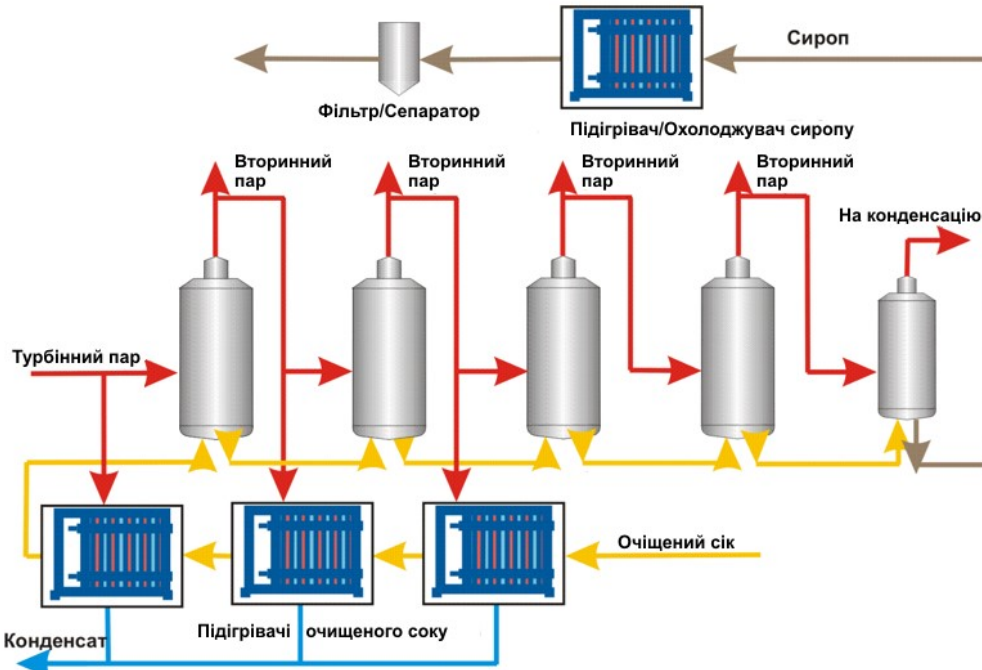 Сироп
Фільтр/Сепаратор
Підігрівач/Охолоджувач сиропу
Вторинний
пар
Вторинний
пар
Вторинний
пар
Вторинний
пар
На конденсацію
Турбінний пар
Очіщений сік
Підігрівачі очищеного соку
Конденсат